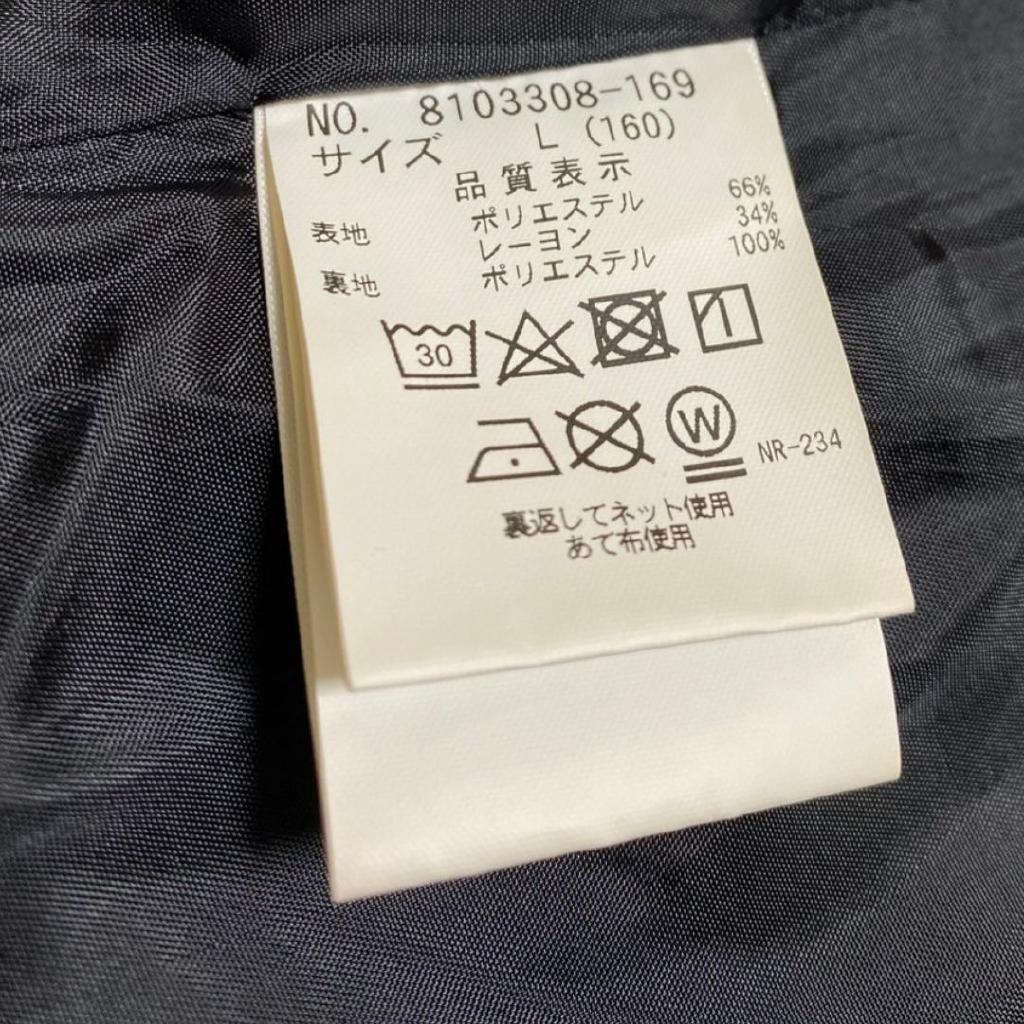 NO. 8103308-169
サイズ L (160)
品質表示
表地 ポリエステル 66%
レーヨン 34%
裏地 ポリエステル 100%
30
W NR-234
裏返してネット使用
あて布使用